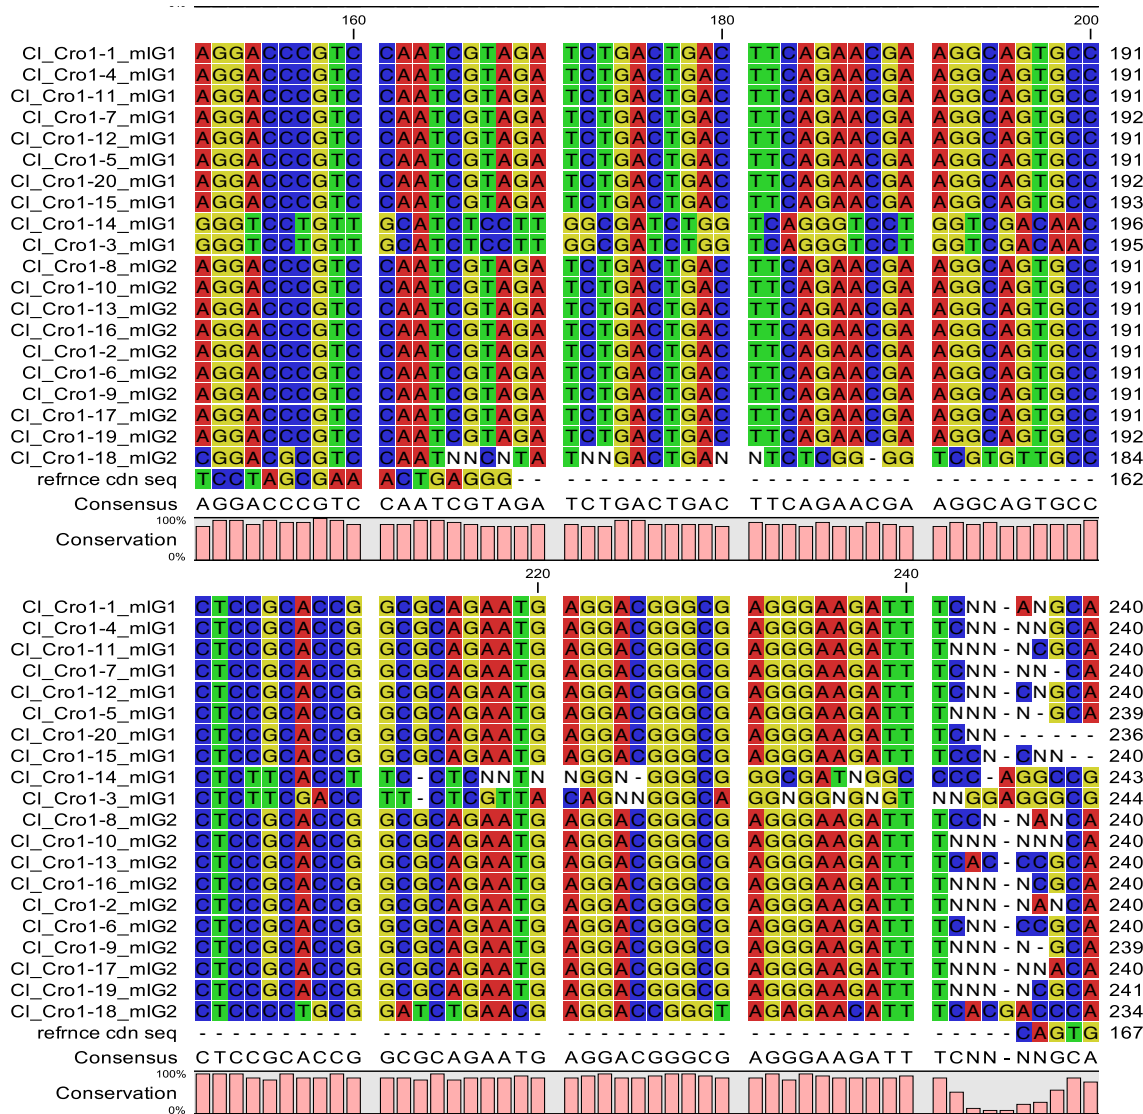 160 180 200
Cl_Cro1-1_mIG1 AGGACCCGTC CAATCGTAGA TCTGACTGAC TTCAGAACGA AGGCAGTGCC 191
Cl_Cro1-4_mIG1 AGGACCCGTC CAATCGTAGA TCTGACTGAC TTCAGAACGA AGGCAGTGCC 191
Cl_Cro1-11_mIG1 AGGACCCGTC CAATCGTAGA TCTGACTGAC TTCAGAACGA AGGCAGTGCC 191
Cl_Cro1-7_mIG1 AGGACCCGTC CAATCGTAGA TCTGACTGAC TTCAGAACGA AGGCAGTGCC 192
Cl_Cro1-12_mIG1 AGGACCCGTC CAATCGTAGA TCTGACTGAC TTCAGAACGA AGGCAGTGCC 191
Cl_Cro1-5_mIG1 AGGACCCGTC CAATCGTAGA TCTGACTGAC TTCAGAACGA AGGCAGTGCC 191
Cl_Cro1-20_mIG1 AGGACCCGTC CAATCGTAGA TCTGACTGAC TTCAGAACGA AGGCAGTGCC 192
Cl_Cro1-15_mIG1 AGGACCCGTC CAATCGTAGA TCTGACTGAC TTCAGAACGA AGGCAGTGCC 193
Cl_Cro1-14_mIG1 GGGTCCTGTT GCATCTCCTT GGCGATCTGG TCAGGGTCCT GGTCGACAAC 196
Cl_Cro1-3_mIG1 GGGTCCTGTT GCATCTCCTT GGCGATCTGG TCAGGGTCCT GGTCGACAAC 195
Cl_Cro1-8_mIG2 AGGACCCGTC CAATCGTAGA TCTGACTGAC TTCAGAACGA AGGCAGTGCC 191
Cl_Cro1-10_mIG2 AGGACCCGTC CAATCGTAGA TCTGACTGAC TTCAGAACGA AGGCAGTGCC 191
Cl_Cro1-13_mIG2 AGGACCCGTC CAATCGTAGA TCTGACTGAC TTCAGAACGA AGGCAGTGCC 191
Cl_Cro1-16_mIG2 AGGACCCGTC CAATCGTAGA TCTGACTGAC TTCAGAACGA AGGCAGTGCC 191
Cl_Cro1-2_mIG2 AGGACCCGTC CAATCGTAGA TCTGACTGAC TTCAGAACGA AGGCAGTGCC 191
Cl_Cro1-6_mIG2 AGGACCCGTC CAATCGTAGA TCTGACTGAC TTCAGAACGA AGGCAGTGCC 191
Cl_Cro1-9_mIG2 AGGACCCGTC CAATCGTAGA TCTGACTGAC TTCAGAACGA AGGCAGTGCC 191
Cl_Cro1-17_mIG2 AGGACCCGTC CAATCGTAGA TCTGACTGAC TTCAGAACGA AGGCAGTGCC 191
Cl_Cro1-19_mIG2 AGGACCCGTC CAATCGTAGA TCTGACTGAC TTCAGAACGA AGGCAGTGCC 192
Cl_Cro1-18_mIG2 CGGACGCGTC CAATNNCNTA TNNGACTGAN NTCTCGG-GG TCGTGTTGCC 184
refrnce cdn seq TCCTAGCGAA ACTGAGGG-- ---------- ---------- ---------- 162
Consensus AGGACCCGTC CAATCGTAGA TCTGACTGAC TTCAGAACGA AGGCAGTGCC
100%
Conservation
0%
220 240
Cl_Cro1-1_mIG1 CTCCGCACCG GCGCAGAATG AGGACGGGCG AGGGAAGATT TCNN-ANGCA 240
Cl_Cro1-4_mIG1 CTCCGCACCG GCGCAGAATG AGGACGGGCG AGGGAAGATT TCNN-NNGCA 240
Cl_Cro1-11_mIG1 CTCCGCACCG GCGCAGAATG AGGACGGGCG AGGGAAGATT TNNN-NCGCA 240
Cl_Cro1-7_mIG1 CTCCGCACCG GCGCAGAATG AGGACGGGCG AGGGAAGATT TCNN-NN-CA 240
Cl_Cro1-12_mIG1 CTCCGCACCG GCGCAGAATG AGGACGGGCG AGGGAAGATT TCNN-CNGCA 240
Cl_Cro1-5_mIG1 CTCCGCACCG GCGCAGAATG AGGACGGGCG AGGGAAGATT TNNN-N-GCA 239
Cl_Cro1-20_mIG1 CTCCGCACCG GCGCAGAATG AGGACGGGCG AGGGAAGATT TCNN------ 236
Cl_Cro1-15_mIG1 CTCCGCACCG GCGCAGAATG AGGACGGGCG AGGGAAGATT TCCN-CNN-- 240
Cl_Cro1-14_mIG1 CTCTTCACCT TC-CTCNNTN NGGN-GGGCG GGCGATNGGC CCC-AGGCCG 243
Cl_Cro1-3_mIG1 CTCTTCGACC TT-CTCGTTA CAGNNGGGCA GGNGGNGNGT NNGGAGGGCG 244
Cl_Cro1-8_mIG2 CTCCGCACCG GCGCAGAATG AGGACGGGCG AGGGAAGATT TCCN-NANCA 240
Cl_Cro1-10_mIG2 CTCCGCACCG GCGCAGAATG AGGACGGGCG AGGGAAGATT TNNN-NNNCA 240
Cl_Cro1-13_mIG2 CTCCGCACCG GCGCAGAATG AGGACGGGCG AGGGAAGATT TCAC-CCGCA 240
Cl_Cro1-16_mIG2 CTCCGCACCG GCGCAGAATG AGGACGGGCG AGGGAAGATT TNNN-NCGCA 240
Cl_Cro1-2_mIG2 CTCCGCACCG GCGCAGAATG AGGACGGGCG AGGGAAGATT TNNN-NANCA 240
Cl_Cro1-6_mIG2 CTCCGCACCG GCGCAGAATG AGGACGGGCG AGGGAAGATT TCNN-CCGCA 240
Cl_Cro1-9_mIG2 CTCCGCACCG GCGCAGAATG AGGACGGGCG AGGGAAGATT TNNN-N-GCA 239
Cl_Cro1-17_mIG2 CTCCGCACCG GCGCAGAATG AGGACGGGCG AGGGAAGATT TNNN-NNACA 240
Cl_Cro1-19_mIG2 CTCCGCACCG GCGCAGAATG AGGACGGGCG AGGGAAGATT TNNN-NCGCA 241
Cl_Cro1-18_mIG2 CTCCCCTGCG GATCTGAACG AGGACCGGGT AGAGAACATT TCACGACCCA 234
refrnce cdn seq ---------- ---------- ---------- ---------- -----CAGTG 167
Consensus CTCCGCACCG GCGCAGAATG AGGACGGGCG AGGGAAGATT TCNN-NNGCA
100%
Conservation
0%